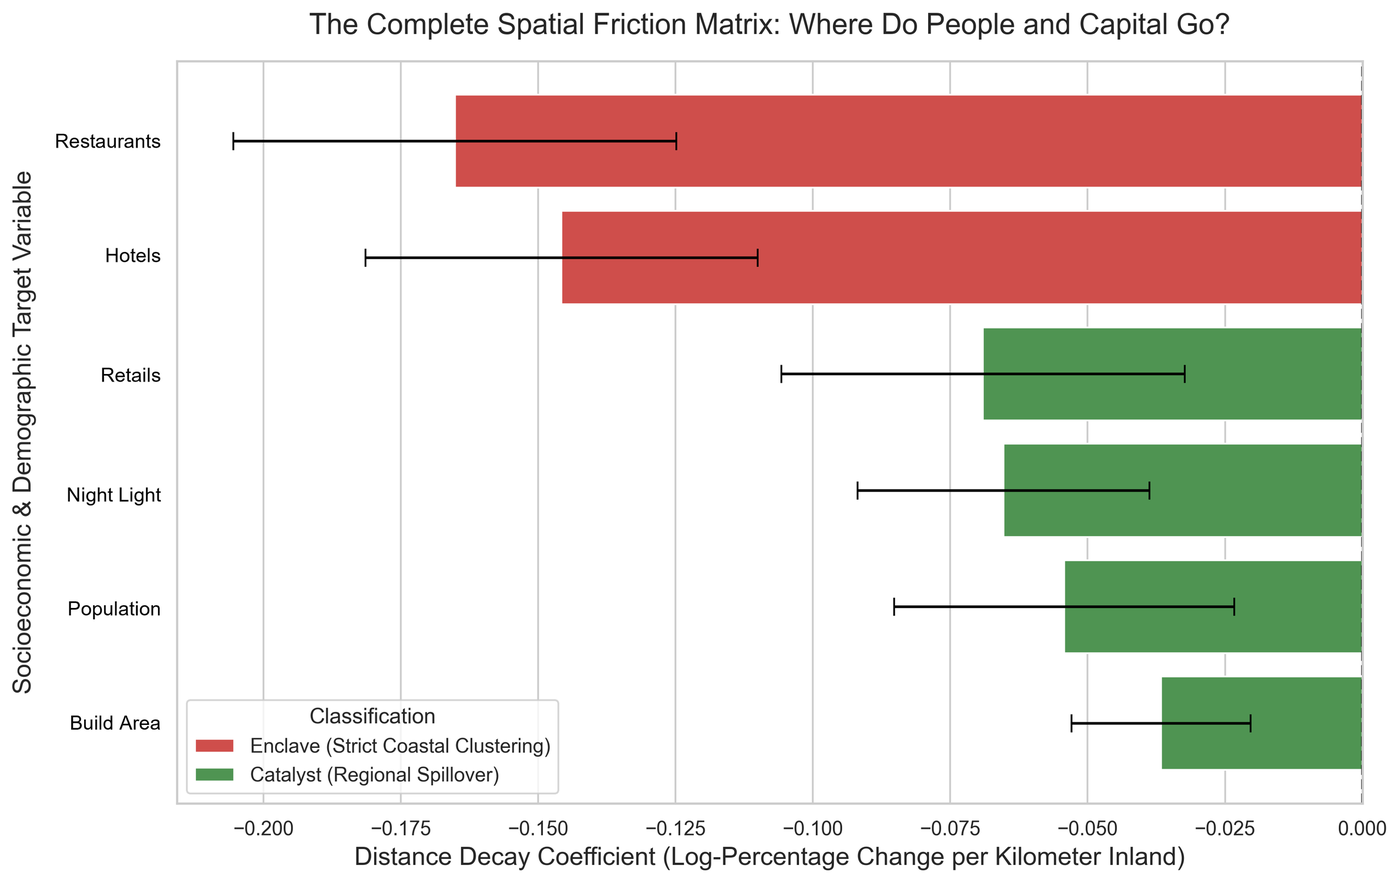 The Complete Spatial Friction Matrix: Where Do People and Capital Go?
Socioeconomic & Demographic Target Variable
Restaurants
Hotels
Retails
Night Light
Population
Build Area
Classification
Enclave (Strict Coastal Clustering)
Catalyst (Regional Spillover)
−0.200
−0.175
−0.150
−0.125
−0.100
−0.075
−0.050
−0.025
0.000
Distance Decay Coefficient (Log-Percentage Change per Kilometer Inland)